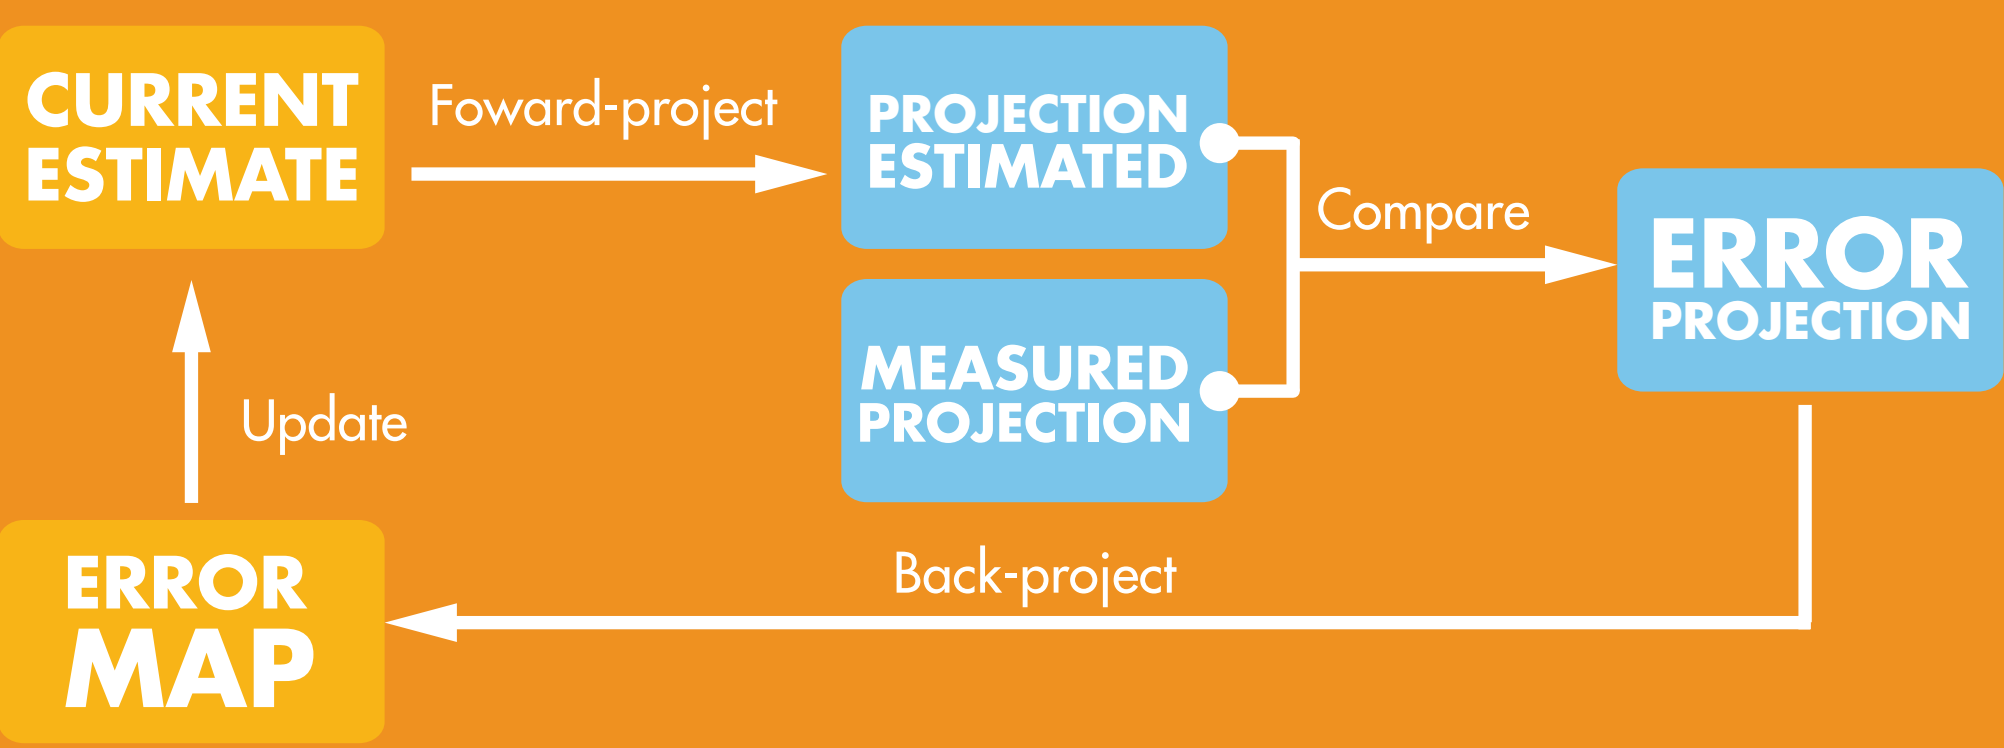 CURRENT
ESTIMATE
Foward-project
PROJECTION
ESTIMATED
Compare
ERROR
PROJECTION
MEASURED
PROJECTION
Update
Back-project
ERROR
MAP